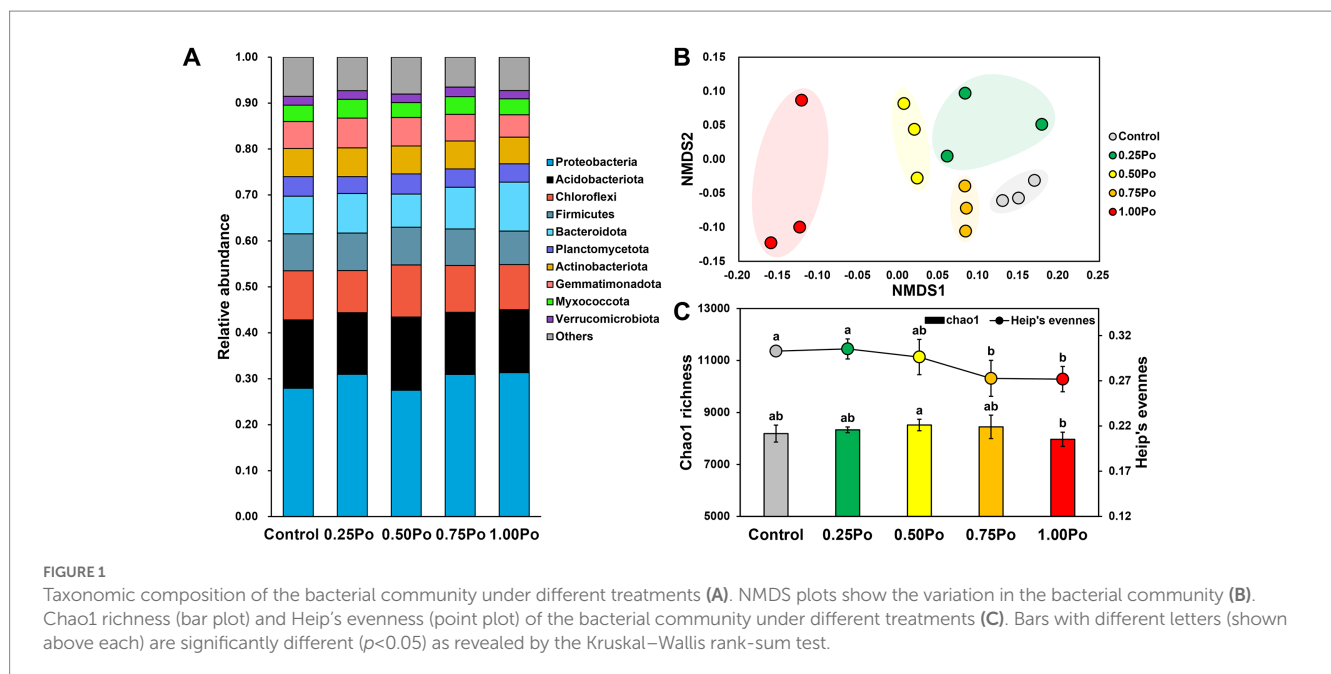 A
1.00
0.90
0.80
0.70
0.60
0.50
0.40
0.30
0.20
0.10
0.00
Relative abundance
Control 0.25Po 0.50Po 0.75Po 1.00Po
Proteobacteria
Acidobacteriota
Chloroflexi
Firmicutes
Bacteroidota
Planctomycetota
Actinobacteriota
Gemmatimonadota
Myxococcota
Verrucomicrobiota
Others
B
0.15
0.10
0.05
0.00
-0.05
-0.10
-0.15
NMDS2
-0.20 -0.15 -0.10 -0.05 0.00 0.05 0.10 0.15 0.20 0.25
NMDS1
Control
0.25Po
0.50Po
0.75Po
1.00Po
C
chao1 Heip's evennes
13000
11000
9000
7000
5000
Chao1 richness
a a ab b b
ab ab a ab b
0.32
0.27
0.22
0.17
0.12
Heip's evennes
Control 0.25Po 0.50Po 0.75Po 1.00Po
FIGURE 1
Taxonomic composition of the bacterial community under different treatments (A). NMDS plots show the variation in the bacterial community (B).
Chao1 richness (bar plot) and Heip’s evenness (point plot) of the bacterial community under different treatments (C). Bars with different letters (shown
above each) are significantly different (p<0.05) as revealed by the Kruskal–Wallis rank-sum test.